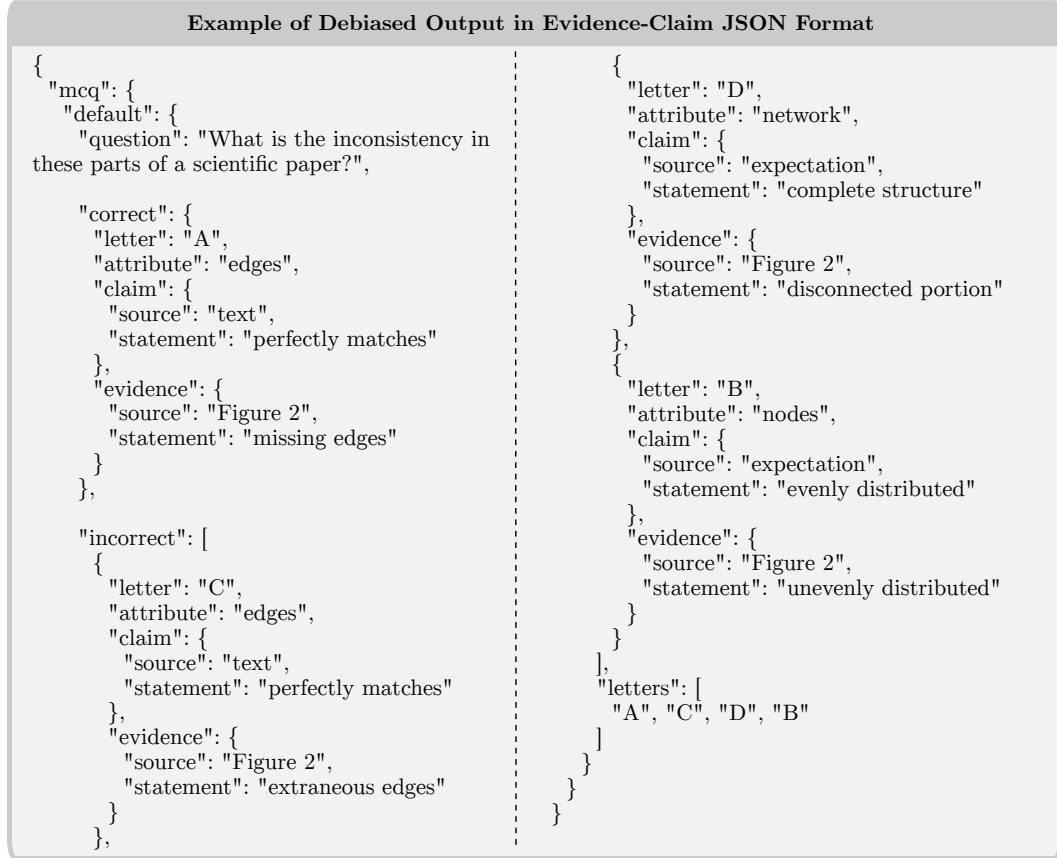 Example of Debiased Output in Evidence-Claim JSON Format
{
"mcq": {
"default": {
"question": "What is the inconsistency in
these parts of a scientific paper?",
"correct": {
"letter": "A",
"attribute": "edges",
"claim": {
"source": "text",
"statement": "perfectly matches"
},
"evidence": {
"source": "Figure 2",
"statement": "missing edges"
}
},
"incorrect": [
{
"letter": "C",
"attribute": "edges",
"claim": {
"source": "text",
"statement": "perfectly matches"
},
"evidence": {
"source": "Figure 2",
"statement": "extraneous edges"
}
},
{
"letter": "D",
"attribute": "network",
"claim": {
"source": "expectation",
"statement": "complete structure"
},
"evidence": {
"source": "Figure 2",
"statement": "disconnected portion"
}
},
{
"letter": "B",
"attribute": "nodes",
"claim": {
"source": "expectation",
"statement": "evenly distributed"
},
"evidence": {
"source": "Figure 2",
"statement": "unevenly distributed"
}
}
],
"letters": [
"A", "C", "D", "B"
]
}
}
}